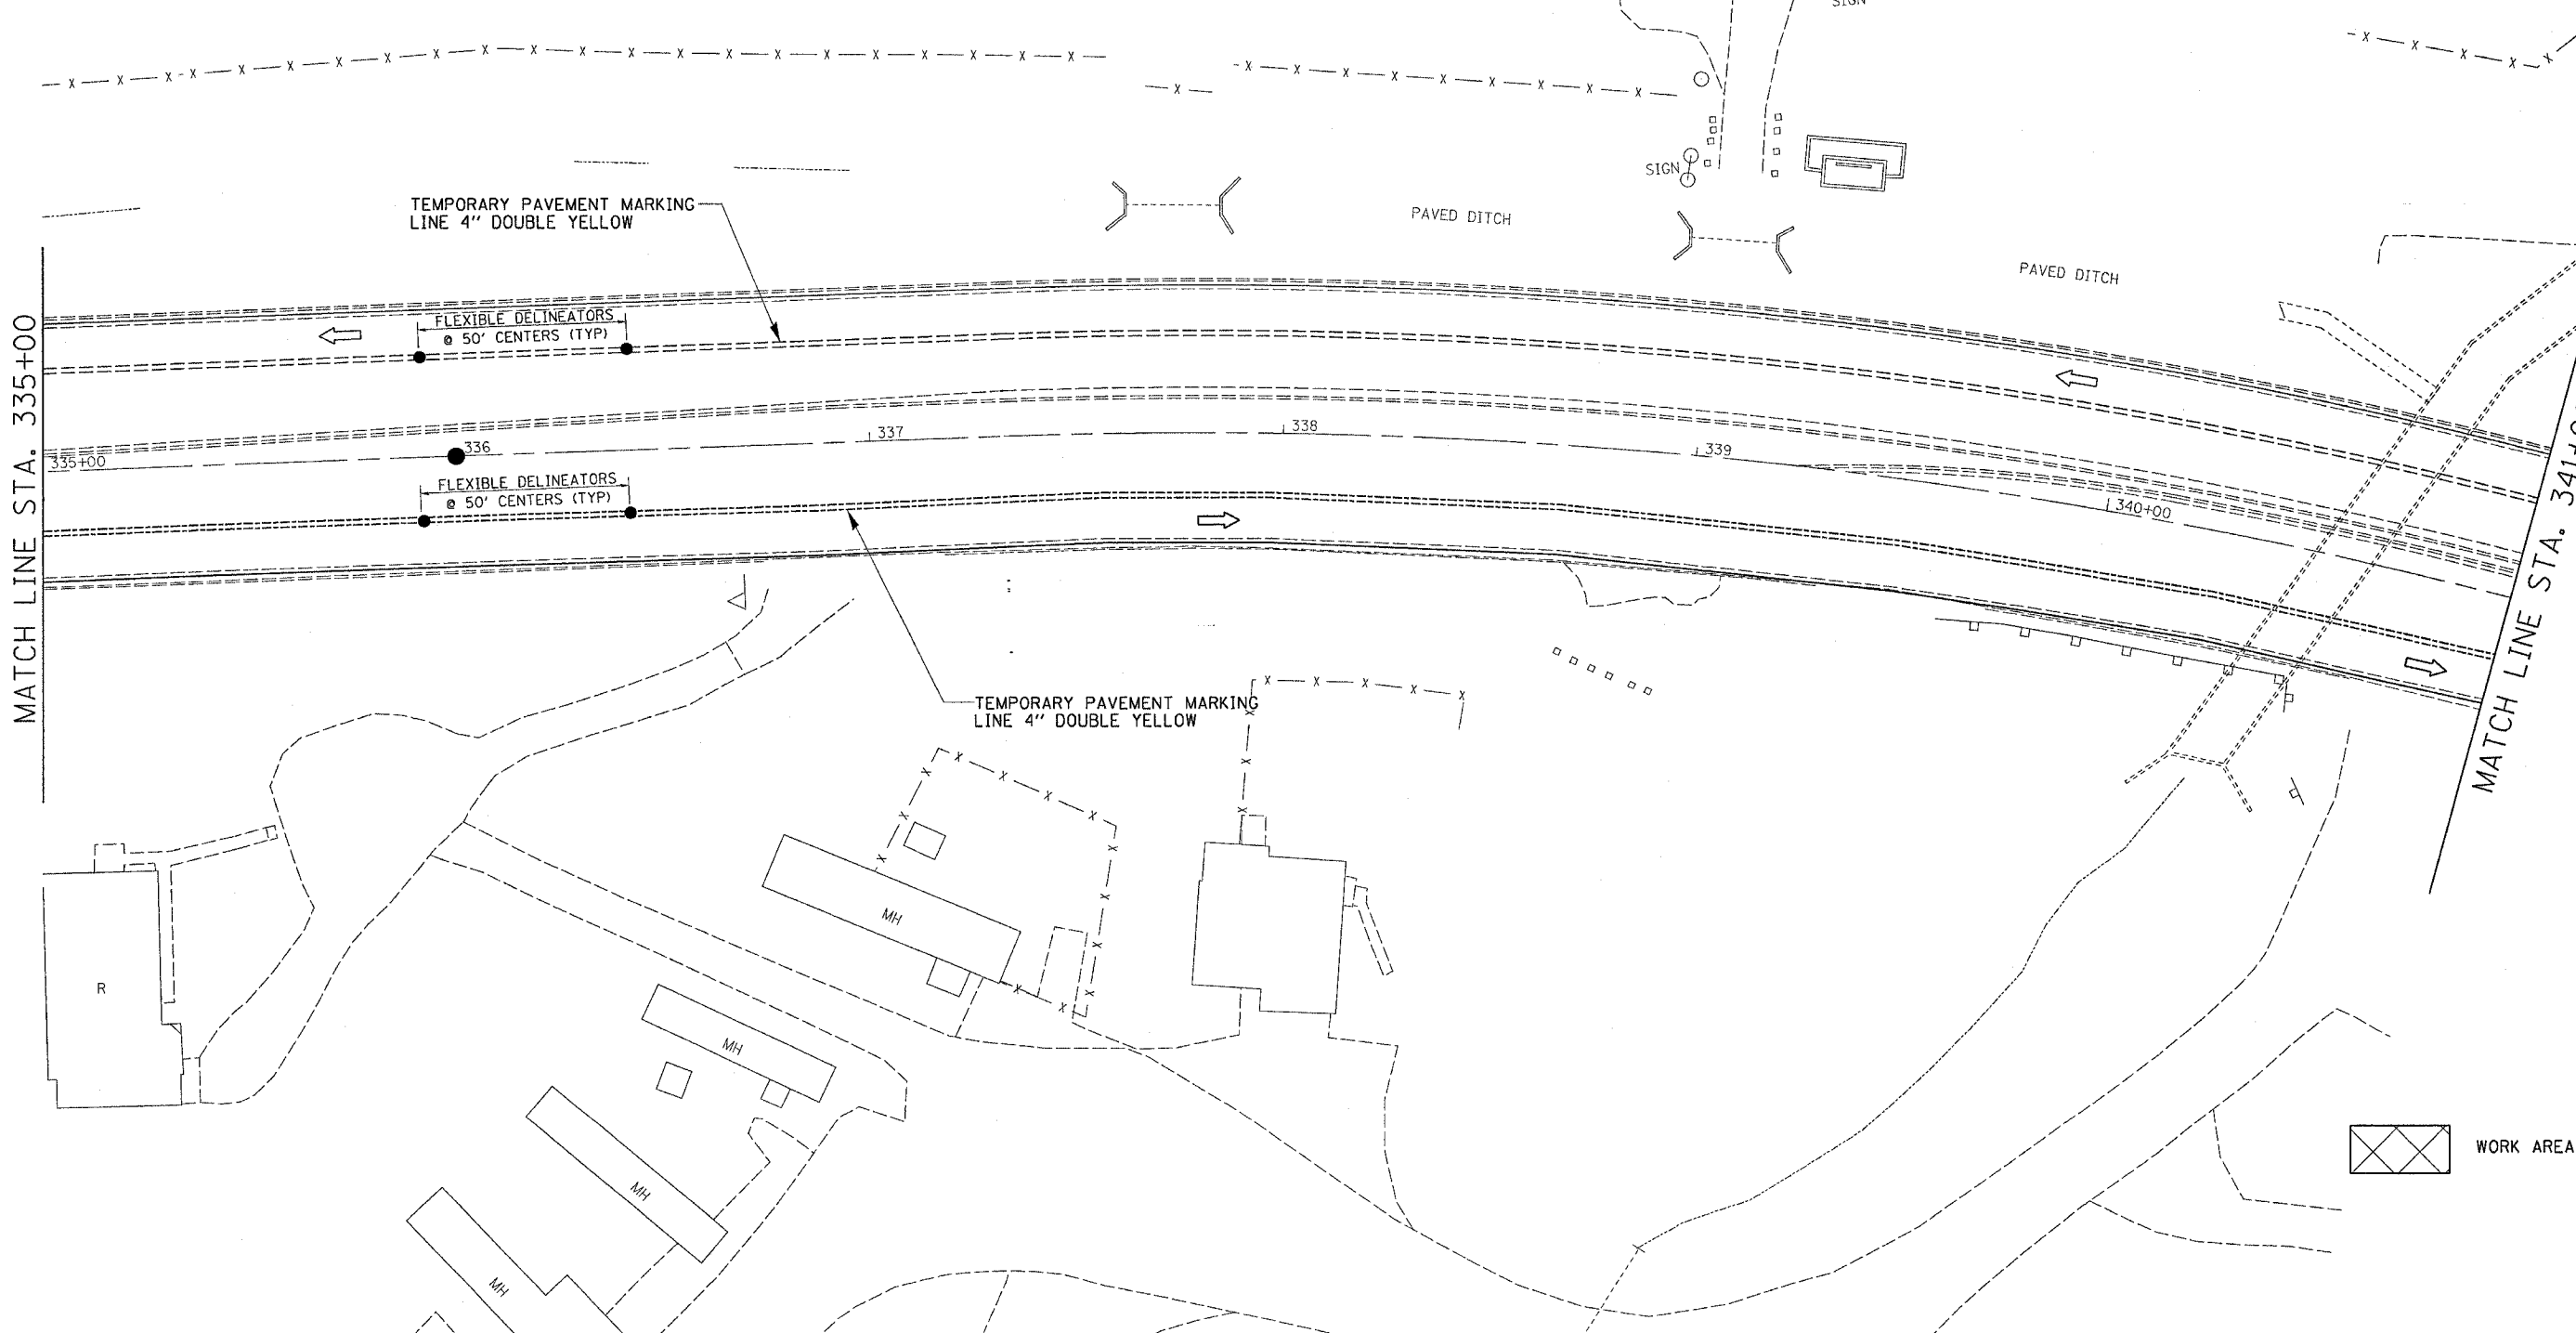 SIGN
TEMPORARY PAVEMENT MARKING
LINE 4" DOUBLE YELLOW
SIGN
PAVED DITCH
PAVED DITCH
MATCH LINE STA. 335+00
FLEXIBLE DELINEATORS
@ 50' CENTERS (TYP)
335+00
336
337
338
339
340+00
FLEXIBLE DELINEATORS
@ 50' CENTERS (TYP)
MATCH LINE STA. 341+0
TEMPORARY PAVEMENT MARKING
LINE 4" DOUBLE YELLOW
MH
R
MH
MH
MH
WORK AREA